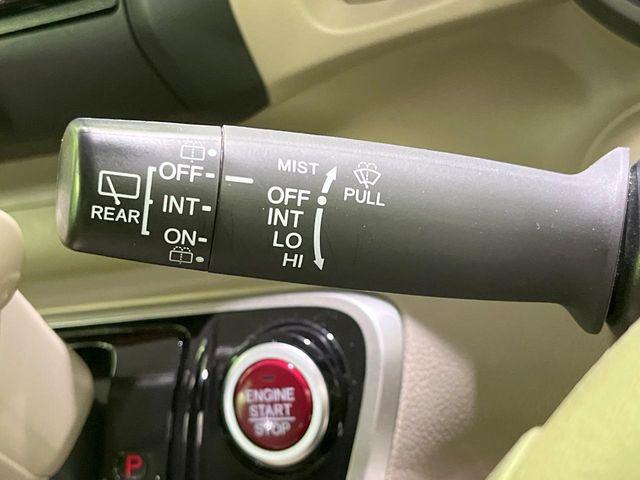 REAR
OFF
INT
ON
MIST
OFF
INT
LO
HI
PULL
ENGINE
START
STOP
P